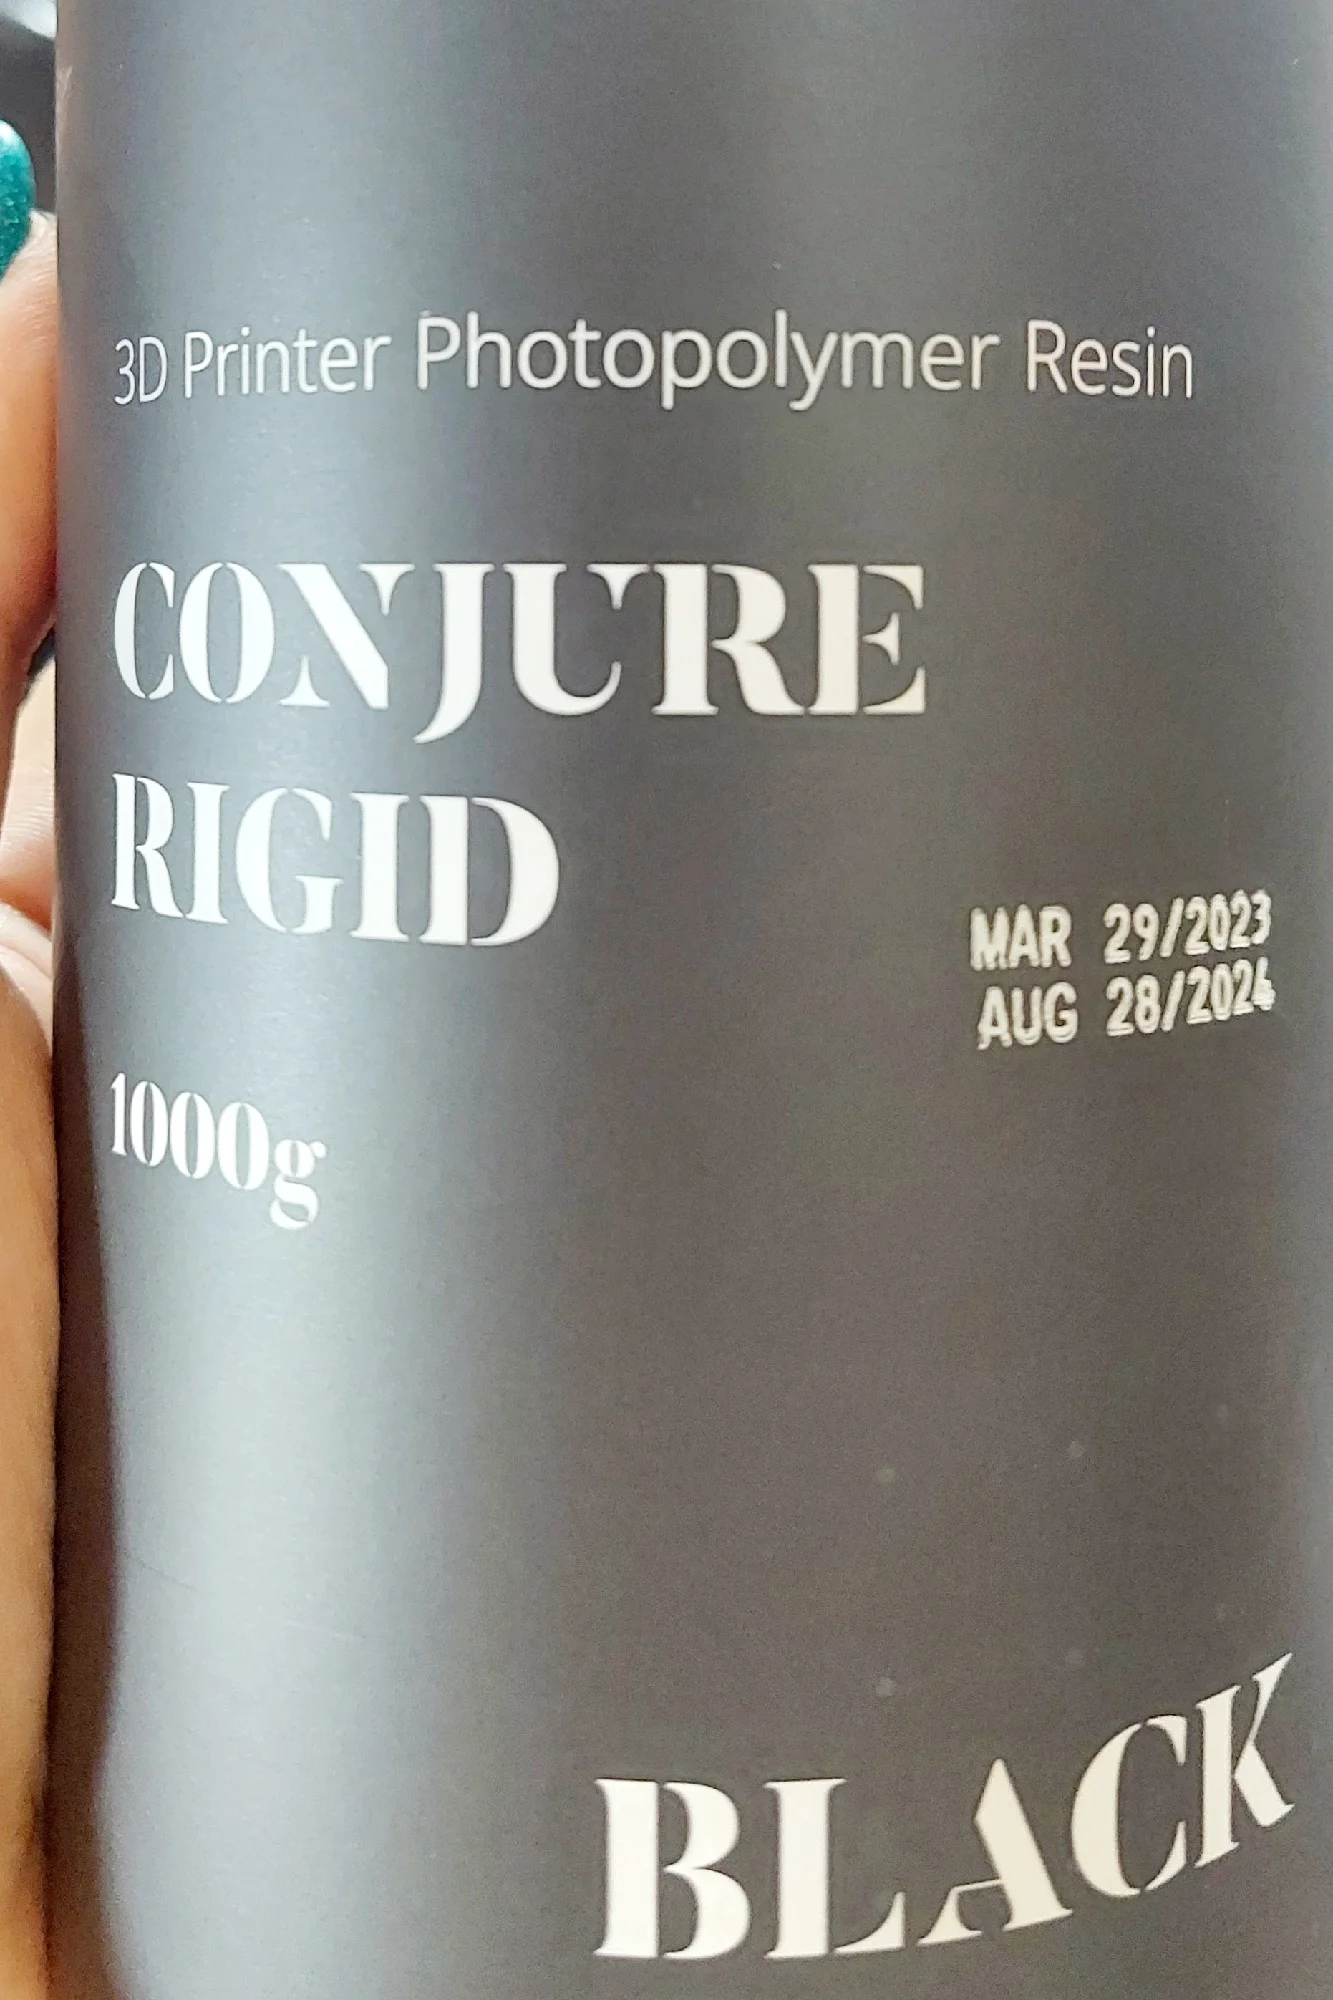 3D Printer Photopolymer Resin
CONJURE
RIGID
MAR 29/2023
AUG 28/2024
1000g
BLACK